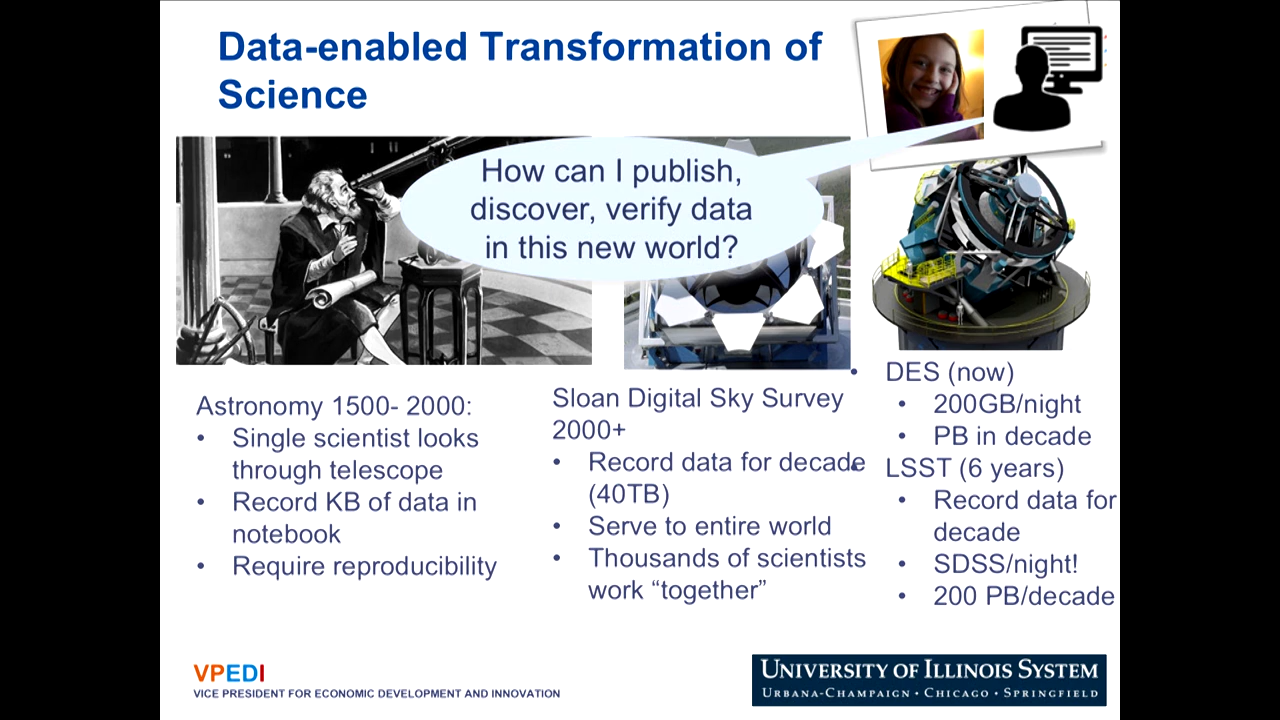 Data-enabled Transformation of
Science
How can I publish,
discover, verify data
in this new world?
Astronomy 1500- 2000:
• Single scientist looks
through telescope
• Record KB of data in
notebook
• Require reproducibility
Sloan Digital Sky Survey
2000+
• Record data for decade
(40TB)
• Serve to entire world
• Thousands of scientists
work “together”
• DES (now)
• 200GB/night
• PB in decade
• LSST (6 years)
• Record data for
decade
• SDSS/night!
• 200 PB/decade
VPEDI
VICE PRESIDENT FOR ECONOMIC DEVELOPMENT AND INNOVATION
UNIVERSITY OF ILLINOIS SYSTEM
URBANA-CHAMPAIGN • CHICAGO • SPRINGFIELD